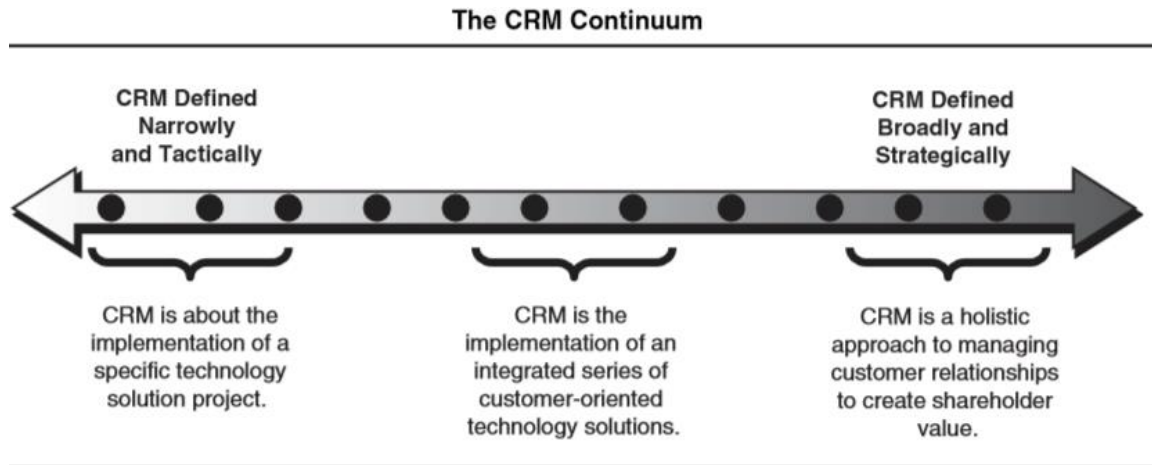 The CRM Continuum
CRM Defined
Narrowly
and Tactically
CRM Defined
Broadly and
Strategically
CRM is about the
implementation of a
specific technology
solution project.
CRM is the
implementation of an
integrated series of
customer-oriented
technology solutions.
CRM is a holistic
approach to managing
customer relationships
to create shareholder
value.